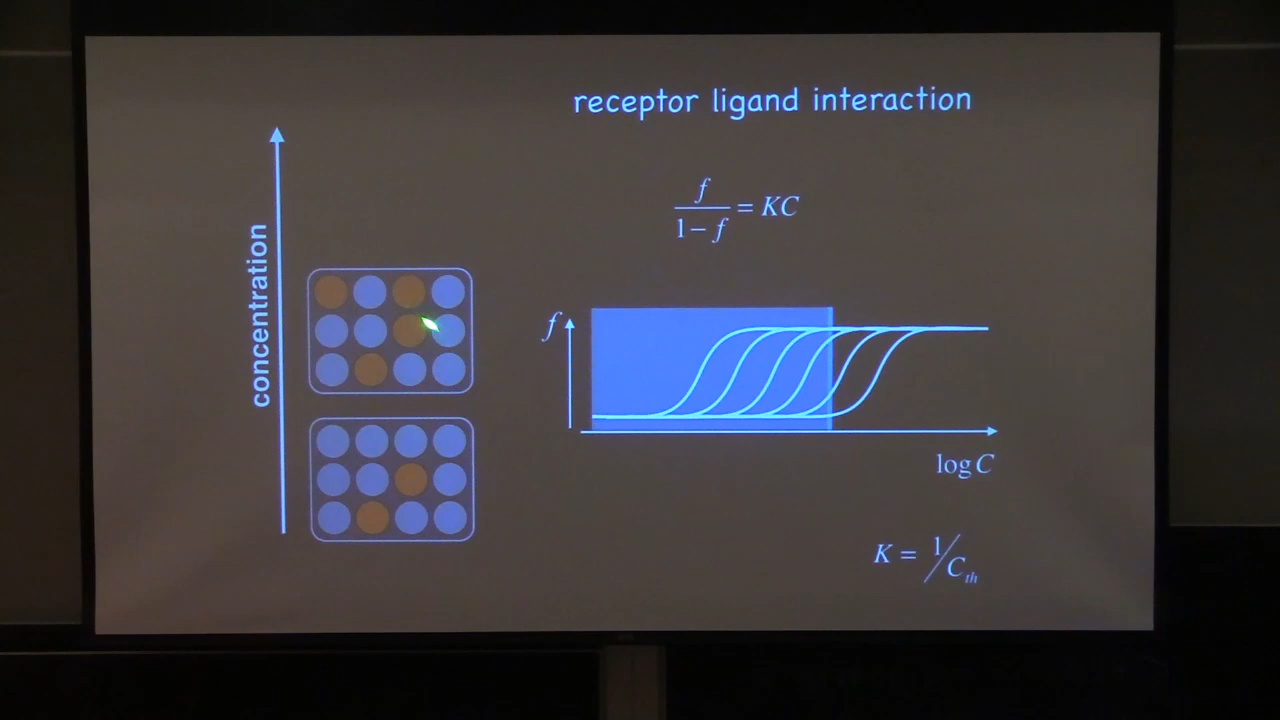 receptor ligand interaction
f / 1 − f = KC
concentration
f
log C
K = 1/C_th